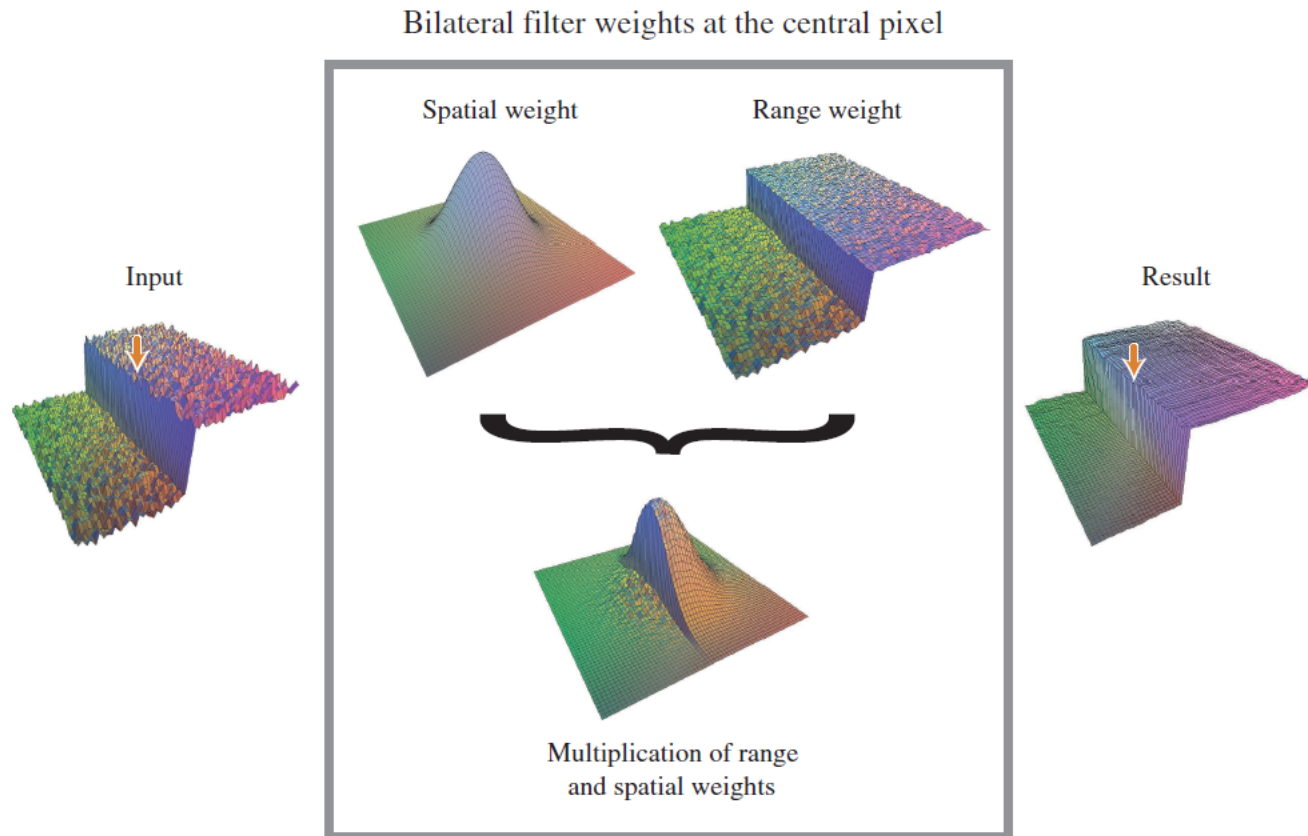 Bilateral filter weights at the central pixel
Spatial weight
Range weight
Input
Result
Multiplication of range
and spatial weights